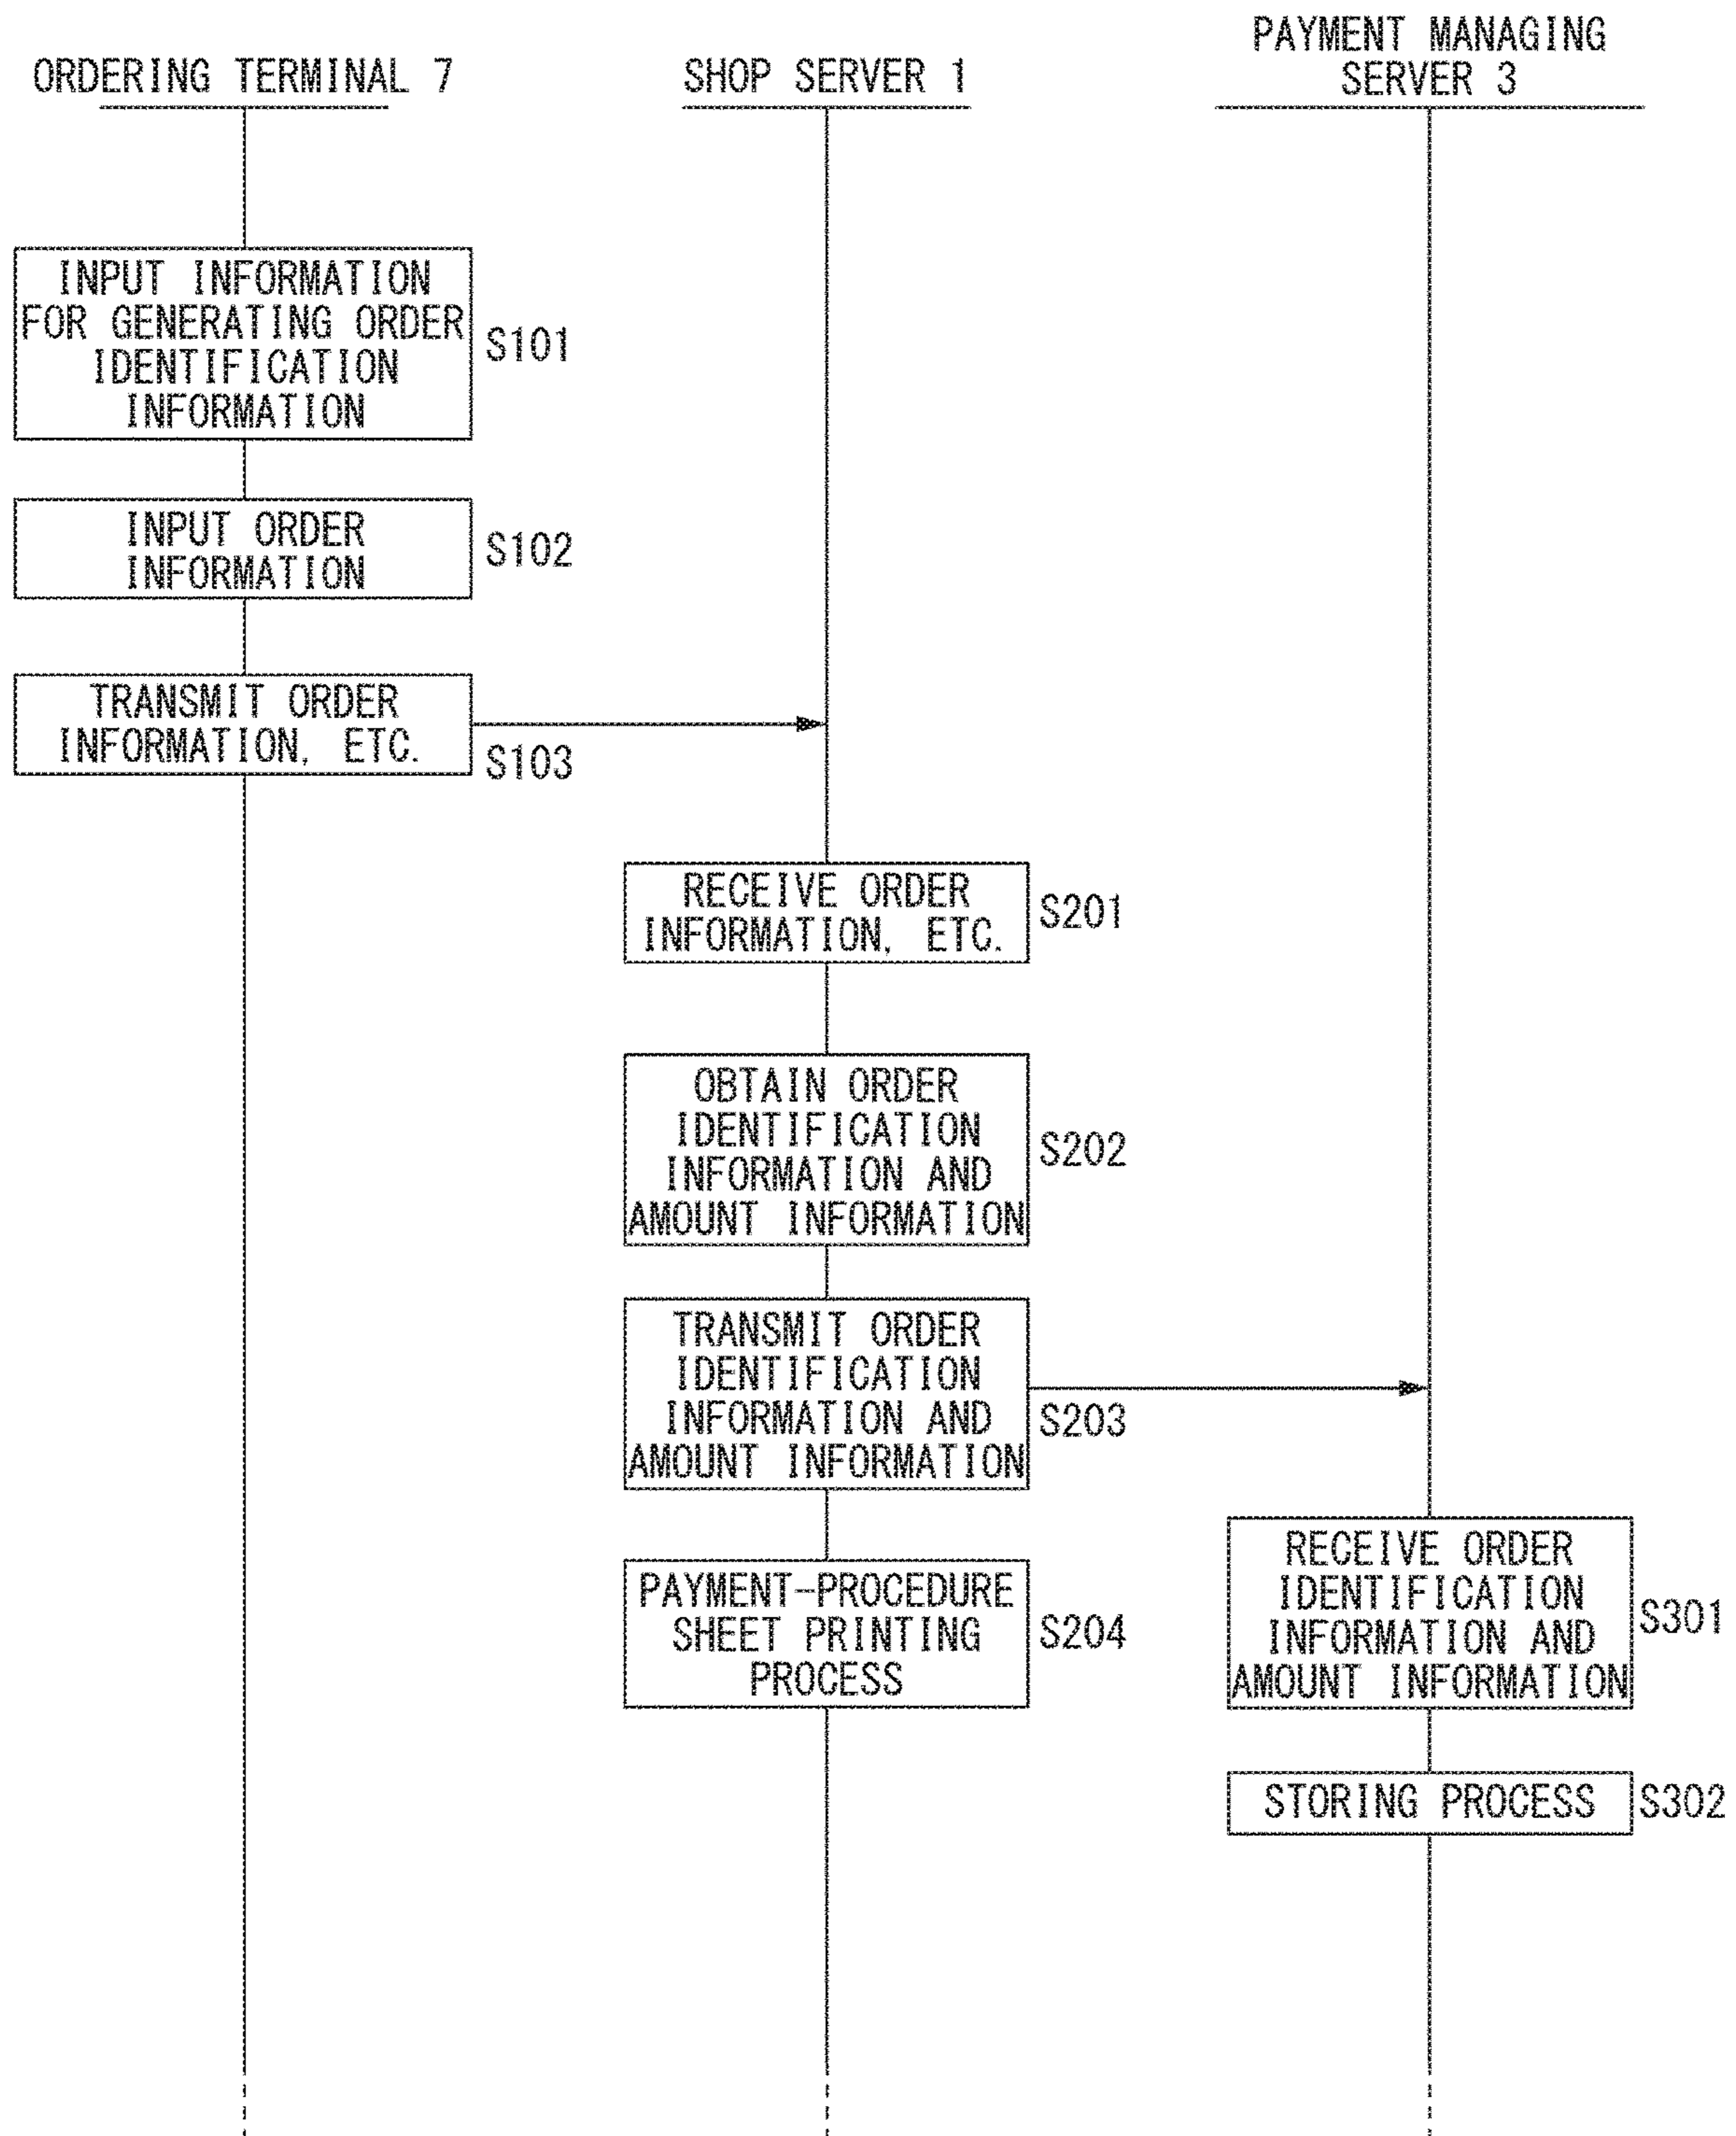 ORDERING TERMINAL 7
SHOP SERVER 1
PAYMENT MANAGING
SERVER 3
INPUT INFORMATION
FOR GENERATING ORDER
IDENTIFICATION
INFORMATION
S101
INPUT ORDER
INFORMATION
S102
TRANSMIT ORDER
INFORMATION, ETC.
S103
RECEIVE ORDER
INFORMATION, ETC.
S201
OBTAIN ORDER
IDENTIFICATION
INFORMATION AND
AMOUNT INFORMATION
S202
TRANSMIT ORDER
IDENTIFICATION
INFORMATION AND
AMOUNT INFORMATION
S203
PAYMENT-PROCEDURE
SHEET PRINTING
PROCESS
S204
RECEIVE ORDER
IDENTIFICATION
INFORMATION AND
AMOUNT INFORMATION
S301
STORING PROCESS
S302